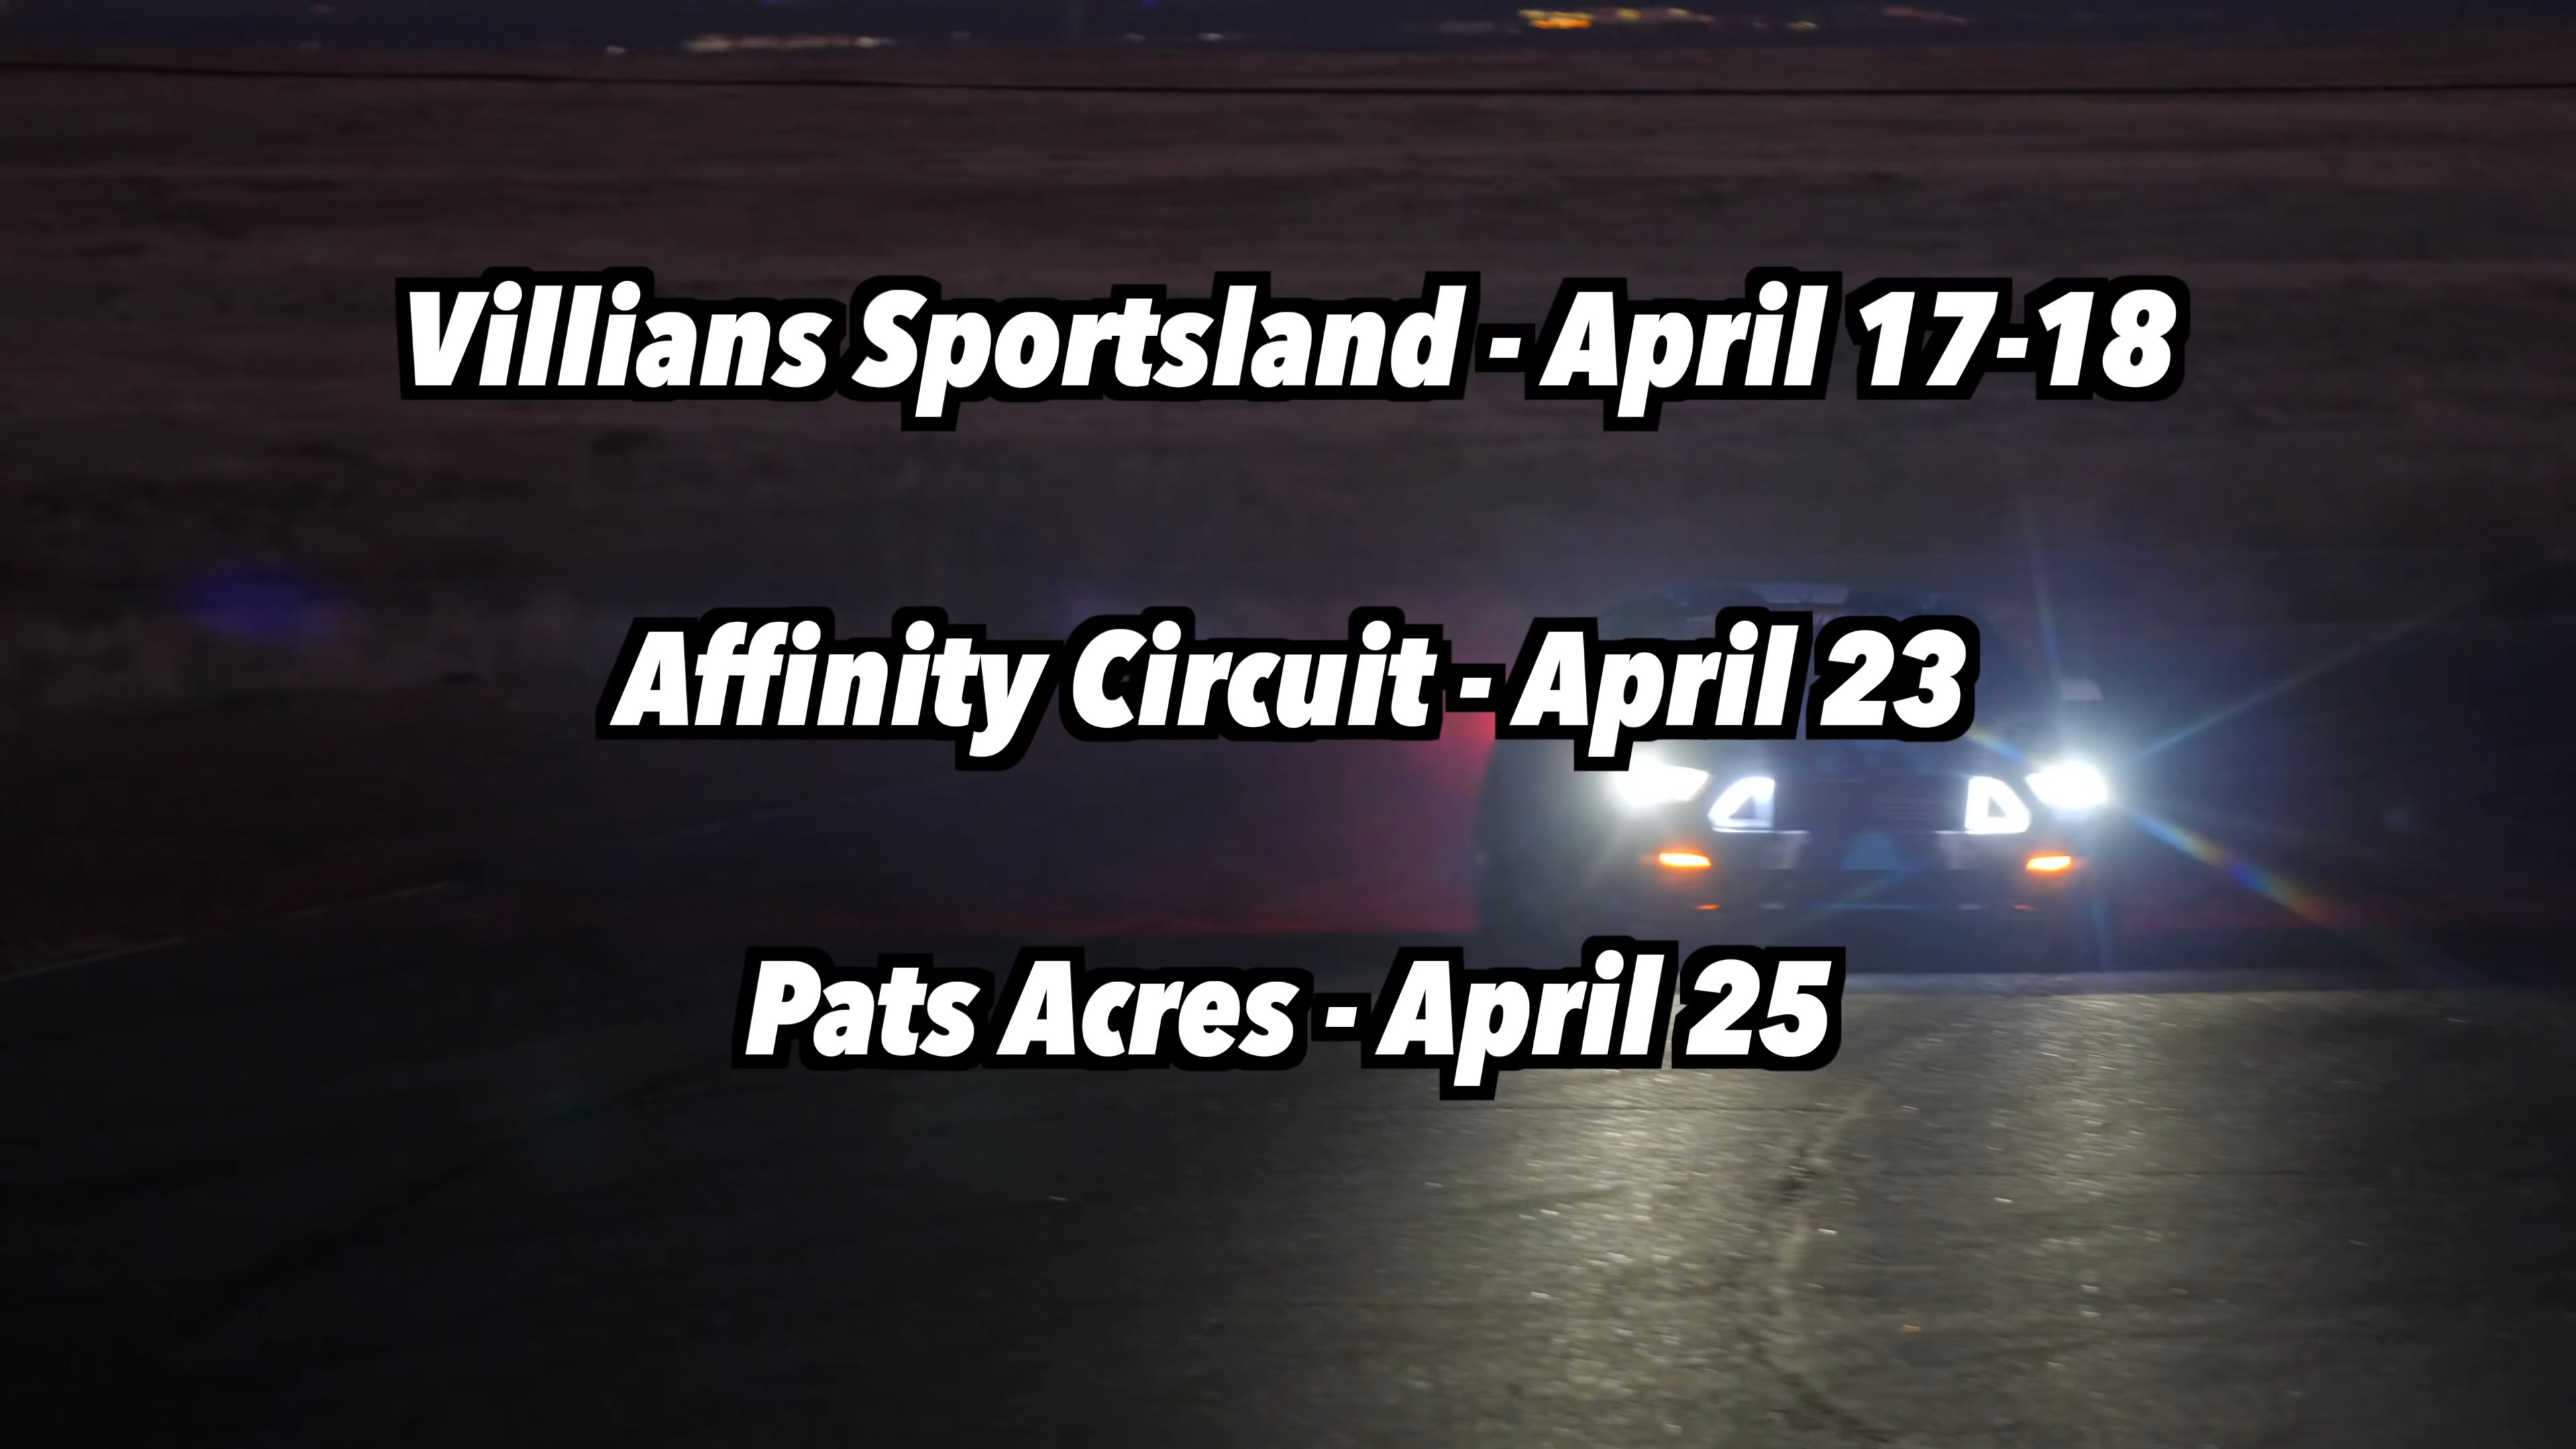 Villians Sportsland - April 17-18
Affinity Circuit - April 23
Pats Acres - April 25